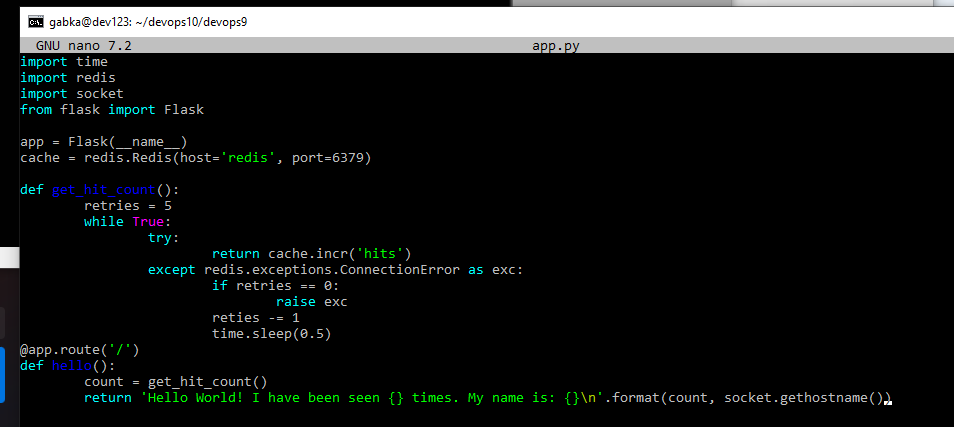 gabka@dev123: ~/devops10/devops9
GNU nano 7.2 app.py
import time
import redis
import socket
from flask import Flask

app = Flask(__name__)
cache = redis.Redis(host='redis', port=6379)

def get_hit_count():
        retries = 5
        while True:
                try:
                        return cache.incr('hits')
                except redis.exceptions.ConnectionError as exc:
                        if retries == 0:
                                raise exc
                        reties -= 1
                        time.sleep(0.5)
@app.route('/')
def hello():
        count = get_hit_count()
        return 'Hello World! I have been seen {} times. My name is: {}\n'.format(count, socket.gethostname())